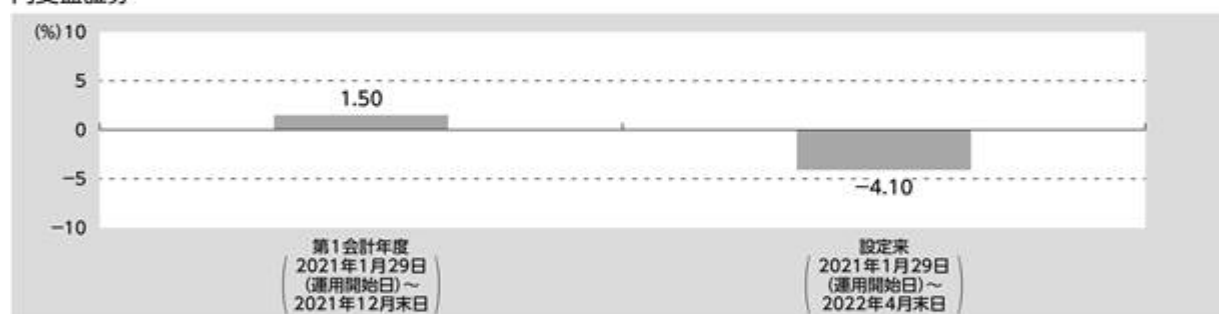 (%)10
5
1.50
0
−5
−4.10
−10
第1会計年度
2021年1月29日
(運用開始日)～
2021年12月末日
設定来
2021年1月29日
(運用開始日)～
2022年4月末日